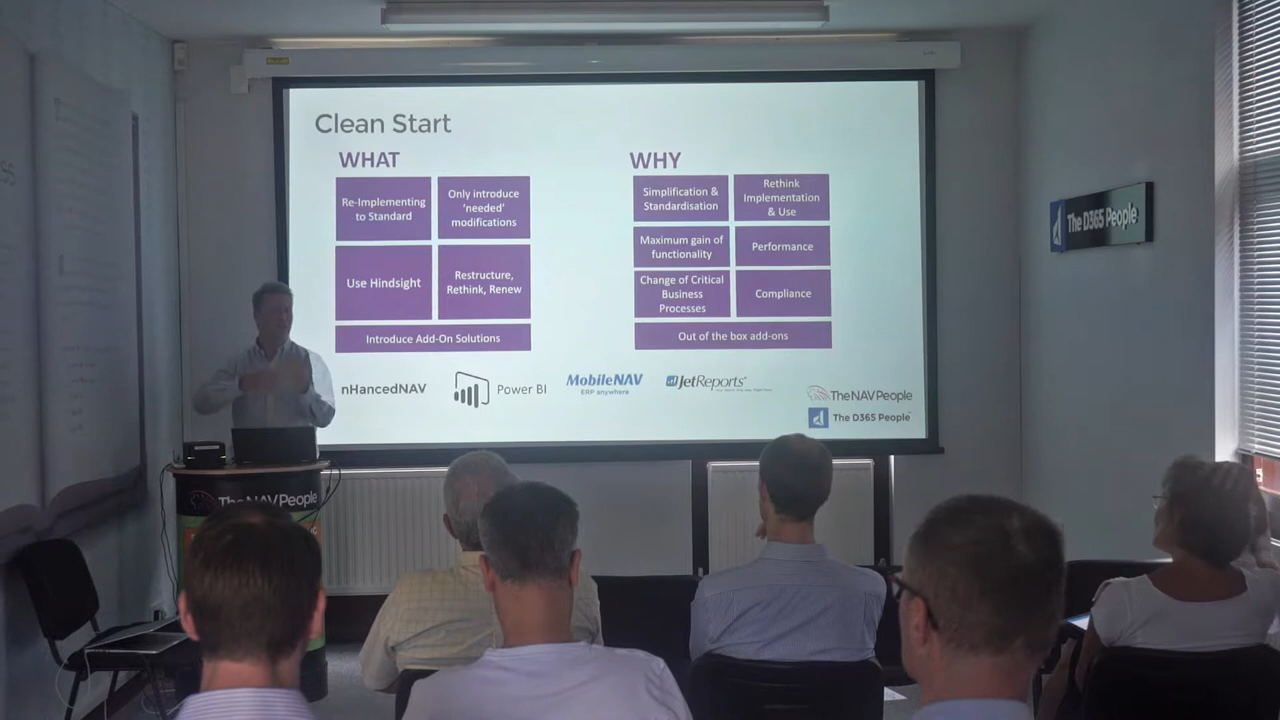 Clean Start
WHAT
Re-Implementing
to Standard
Only introduce
'needed'
modifications
Use Hindsight
Restructure,
Rethink, Renew
Introduce Add-On Solutions
WHY
Simplification &
Standardisation
Rethink
Implementation
& Use
Maximum gain of
functionality
Performance
Change of Critical
Business
Processes
Compliance
Out of the box add-ons
nHancedNAV
Power BI
MobileNAV
ERP anywhere
JetReports
TheNAVPeople
The D365 People
The D365 People
TheNAVPeople